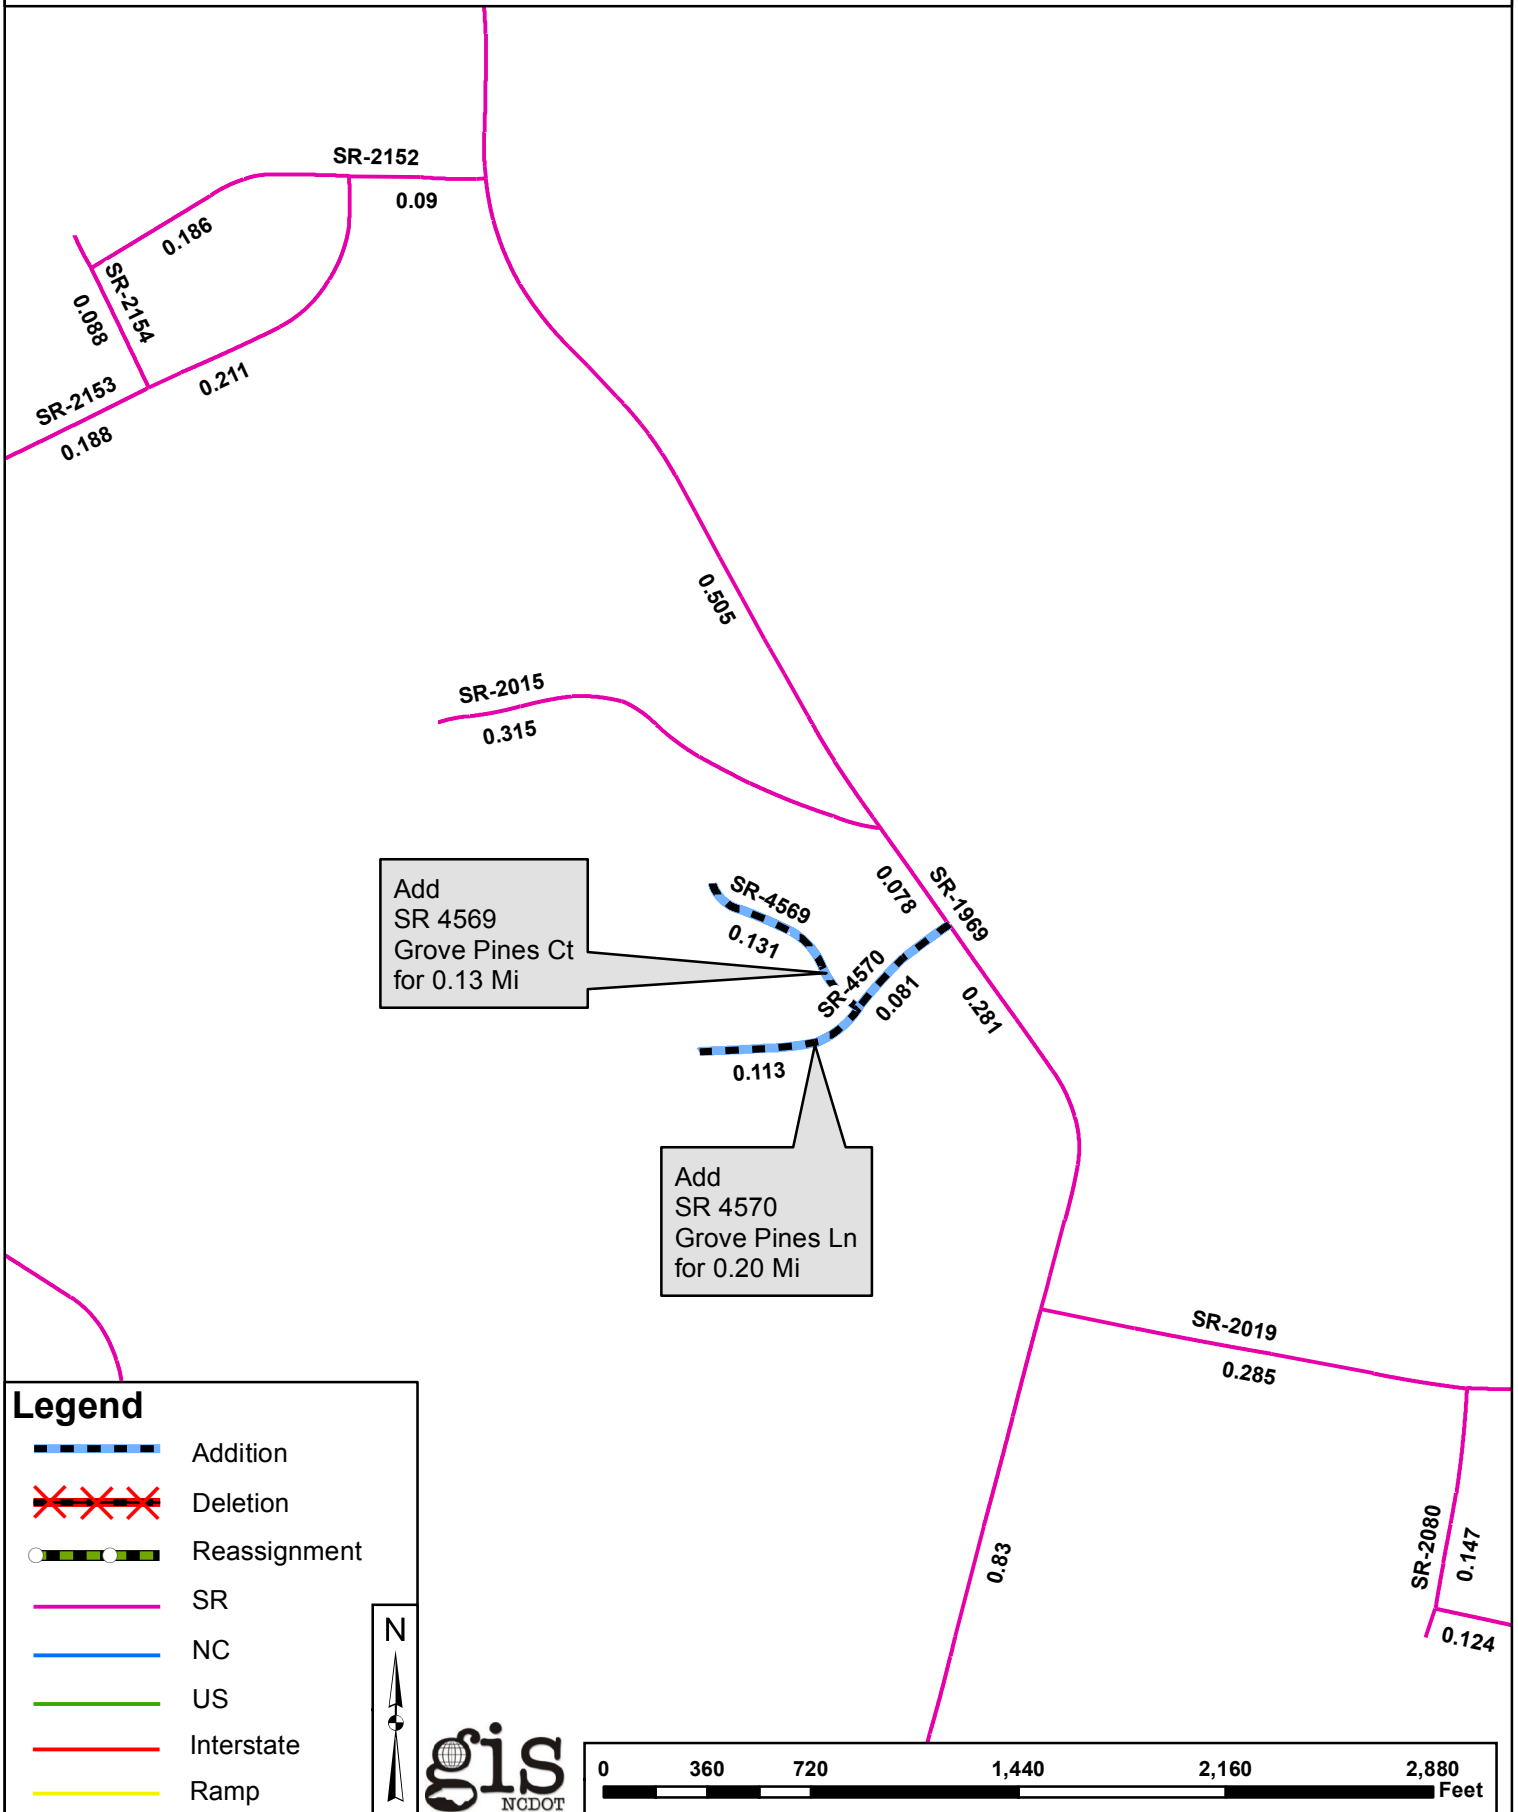 SR-2152
0.09
0.186
SR-2154
0.088
0.211
SR-2153
0.188
0.505
SR-2015
0.315
0.078
SR-1969
SR-4569
0.131
Add
SR 4569
Grove Pines Ct
for 0.13 Mi
SR-4570
0.081
0.281
0.113
Add
SR 4570
Grove Pines Ln
for 0.20 Mi
SR-2019
0.285
0.83
SR-2080
0.147
0.124
Legend
Addition
Deletion
Reassignment
SR
NC
US
Interstate
Ramp
N
gis
NCDOT
0 360 720 1,440 2,160 2,880
Feet